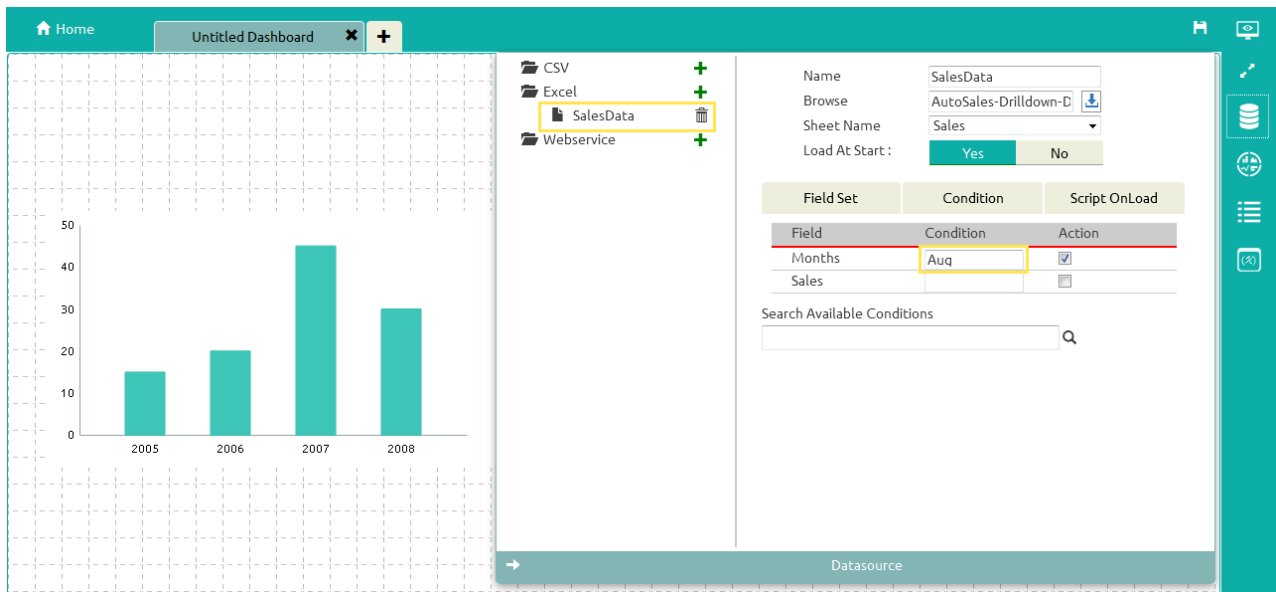 Home
Untitled Dashboard
CSV
Excel
SalesData
Webservice
Name SalesData
Browse AutoSales-Drilldown-D
Sheet Name Sales
Load At Start : Yes No
Field Set Condition Script OnLoad
Field Condition Action
Months Aug
Sales
Search Available Conditions
50
40
30
20
10
0
2005 2006 2007 2008
Datasource